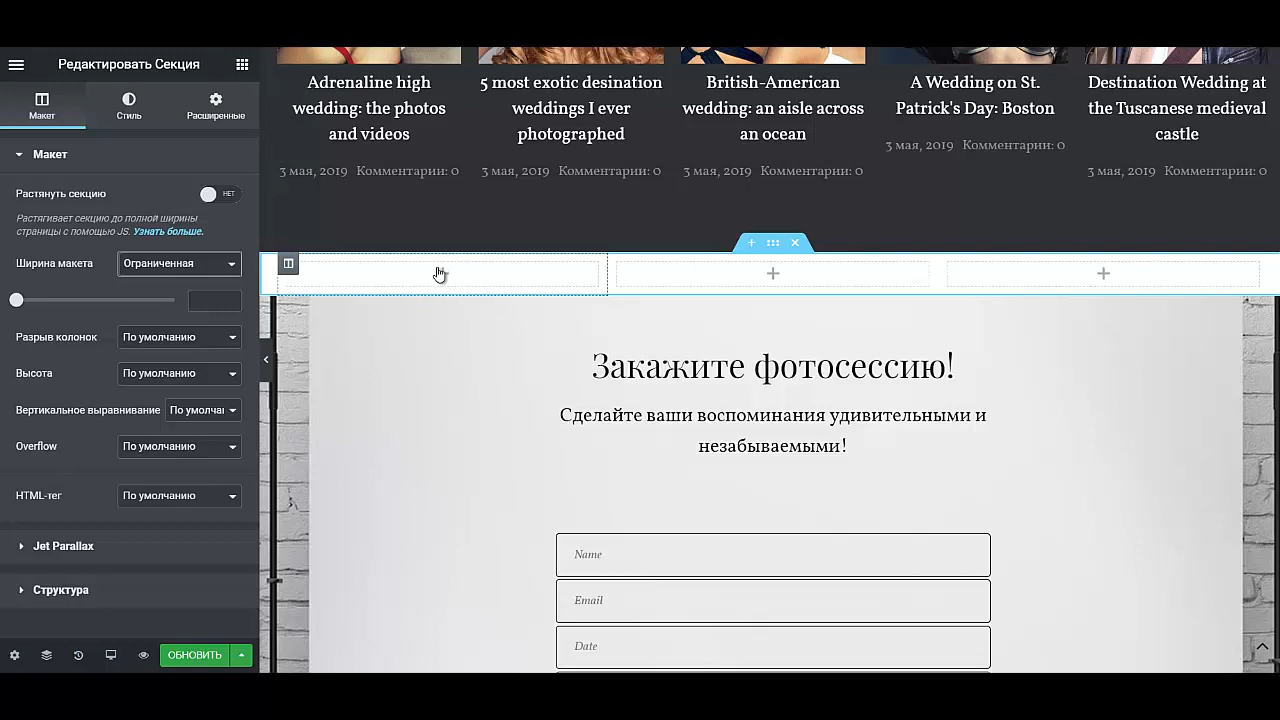 Редактировать Секция
Макет
Стиль
Расширенные
Макет
Растянуть секцию
НЕТ
Растягивает секцию до полной ширины
страницы с помощью JS. Узнать больше.
Ширина макета
Ограниченная
Разрыв колонок
По умолчанию
Высота
По умолчанию
Вертикальное выравнивание
По умолчан
Overflow
По умолчанию
HTML-тег
По умолчанию
Jet Parallax
Структура
ОБНОВИТЬ
Adrenaline high
wedding: the photos
and videos
3 мая, 2019 Комментарии: 0
5 most exotic desination
weddings I ever
photographed
3 мая, 2019 Комментарии: 0
British-American
wedding: an aisle across
an ocean
3 мая, 2019 Комментарии: 0
A Wedding on St.
Patrick's Day: Boston
3 мая, 2019 Комментарии: 0
Destination Wedding at
the Tuscanese medieval
castle
3 мая, 2019 Комментарии: 0
Закажите фотосессию!
Сделайте ваши воспоминания удивительными и
незабываемыми!
Name
Email
Date